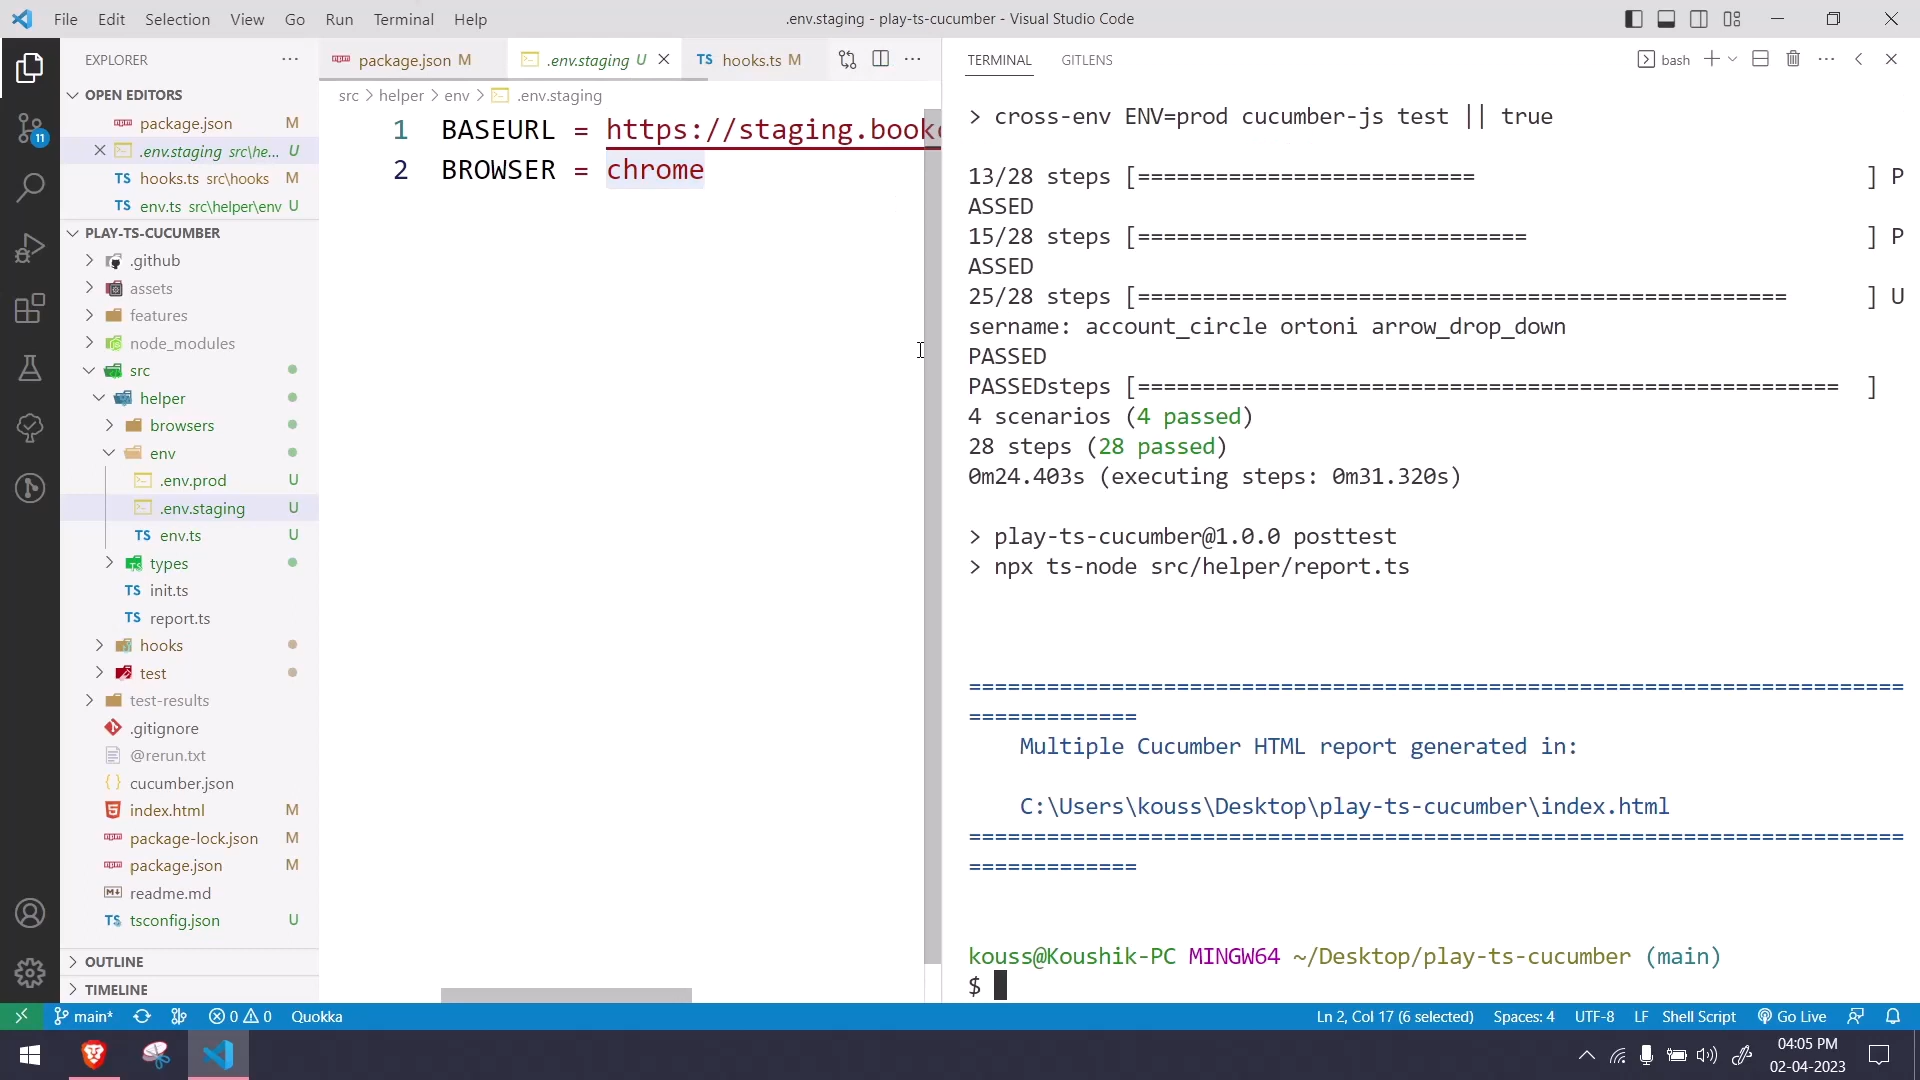 File Edit Selection View Go Run Terminal Help
.env.staging - play-ts-cucumber - Visual Studio Code
EXPLORER
OPEN EDITORS
package.json M
.env.staging src\he... U
hooks.ts src\hooks M
env.ts src\helper\env U
PLAY-TS-CUCUMBER
.github
assets
features
node_modules
src
helper
browsers
env
.env.prod U
.env.staging U
env.ts U
types
init.ts
report.ts
hooks
test
test-results
.gitignore
@rerun.txt
cucumber.json
index.html M
package-lock.json M
package.json M
readme.md
tsconfig.json U
OUTLINE
TIMELINE
package.json M
.env.staging U
hooks.ts M
src > helper > env > .env.staging
1 BASEURL = https://staging.book
2 BROWSER = chrome
TERMINAL GITLENS
bash
> cross-env ENV=prod cucumber-js test || true
13/28 steps [========================== ] P
ASSED
15/28 steps [============================== ] P
ASSED
25/28 steps [================================================== ] U
sername: account_circle ortoni arrow_drop_down
PASSED
PASSEDsteps [====================================================== ]
4 scenarios (4 passed)
28 steps (28 passed)
0m24.403s (executing steps: 0m31.320s)
> play-ts-cucumber@1.0.0 posttest
> npx ts-node src/helper/report.ts
========================================================================
=============
Multiple Cucumber HTML report generated in:
C:\Users\kouss\Desktop\play-ts-cucumber\index.html
========================================================================
=============
kouss@Koushik-PC MINGW64 ~/Desktop/play-ts-cucumber (main)
$
11
main* 0 0 Quokka
Ln 2, Col 17 (6 selected) Spaces: 4 UTF-8 LF Shell Script Go Live
04:05 PM
02-04-2023